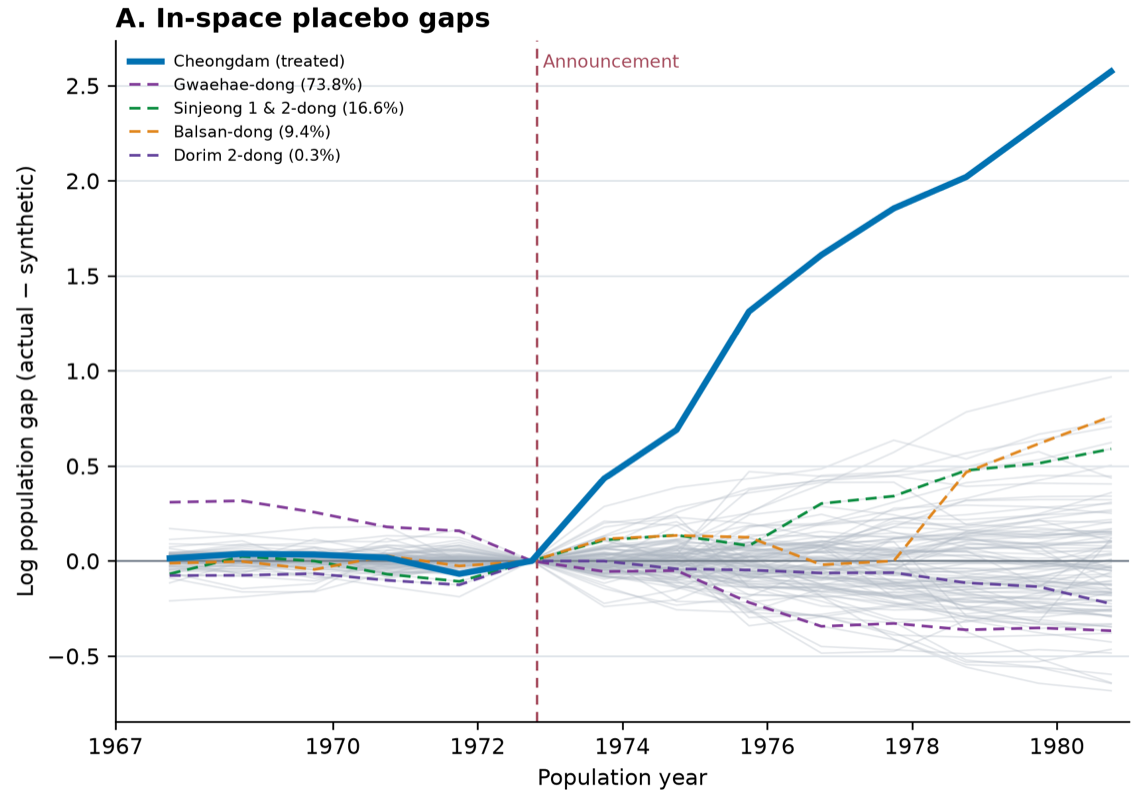 A. In-space placebo gaps
Cheongdam (treated)
Gwaehae-dong (73.8%)
Sinjeong 1 & 2-dong (16.6%)
Balsan-dong (9.4%)
Dorim 2-dong (0.3%)
Announcement
Log population gap (actual − synthetic)
2.5
2.0
1.5
1.0
0.5
0.0
−0.5
1967 1970 1972 1974 1976 1978 1980
Population year